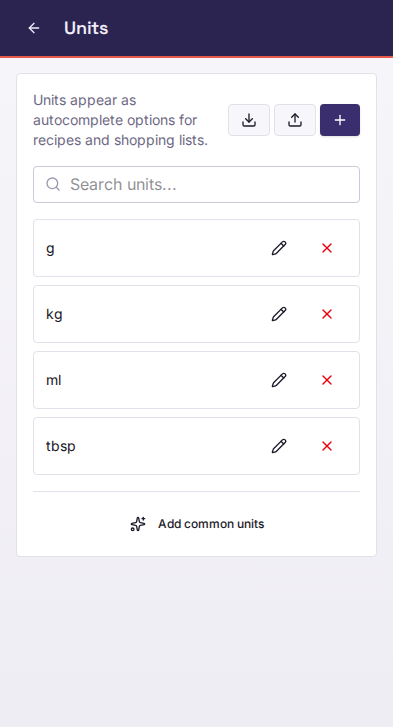 Units
Units appear as
autocomplete options for
recipes and shopping lists.
Search units...
g
kg
ml
tbsp
Add common units